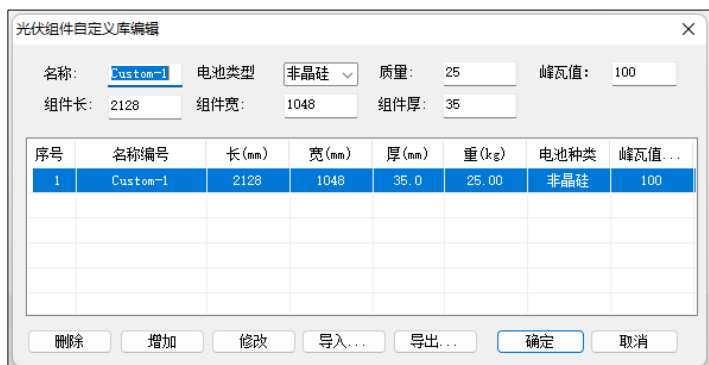 光伏组件自定义库编辑
名称: Custom-1 电池类型 非晶硅 质量: 25 峰瓦值: 100
组件长: 2128 组件宽: 1048 组件厚: 35
序号 名称编号 长(mm) 宽(mm) 厚(mm) 重(kg) 电池种类 峰瓦值...
1 Custom-1 2128 1048 35.0 25.00 非晶硅 100
删除 增加 修改 导入... 导出... 确定 取消